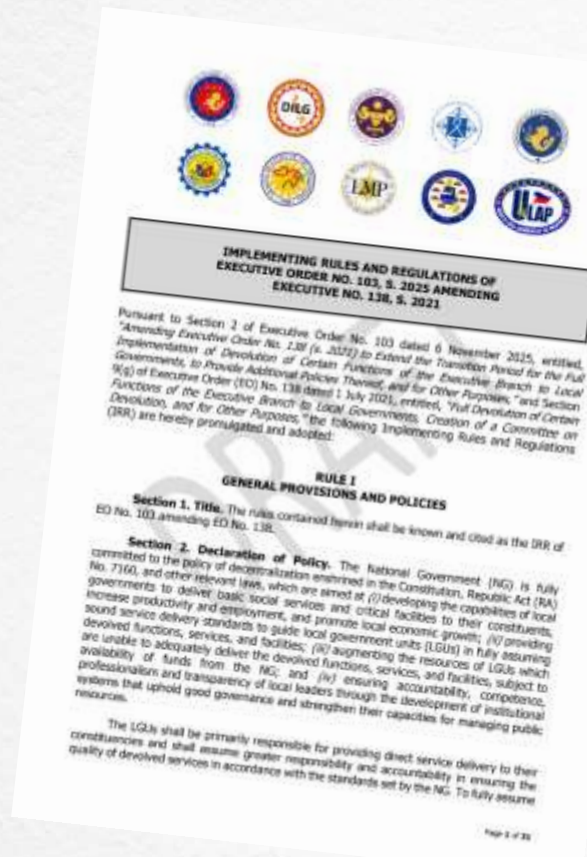 DILG
LMP
ULAP
IMPLEMENTING RULES AND REGULATIONS OF
EXECUTIVE ORDER NO. 103, S. 2025 AMENDING
EXECUTIVE NO. 138, S. 2021
Pursuant to Section 2 of Executive Order No. 103 dated 6 November 2025, entitled,
"Amending Executive Order No. 138 (s. 2021) to Extend the Transition Period for the Full
Implementation of Devolution of Certain Functions of the Executive Branch to Local
Governments, to Provide Additional Policies Thereof, and for Other Purposes," and Section
9(g) of Executive Order (EO) No. 138 dated 1 July 2021, entitled, "Full Devolution of Certain
Functions of the Executive Branch to Local Governments, Creation of a Committee on
Devolution, and for Other Purposes," the following Implementing Rules and Regulations
(IRR) are hereby promulgated and adopted:
DRAFT
RULE I
GENERAL PROVISIONS AND POLICIES
Section 1. Title. The rules contained herein shall be known and cited as the IRR of
EO No. 103 amending EO No. 138.
Section 2. Declaration of Policy. The National Government (NG) is fully
committed to the policy of decentralization enshrined in the Constitution, Republic Act (RA)
No. 7160, and other relevant laws, which are aimed at (i) developing the capabilities of local
governments to deliver basic social services and critical facilities to their constituents,
increase productivity and employment, and promote local economic growth; (ii) providing
sound service delivery standards to guide local government units (LGUs) in fully assuming
devolved functions, services, and facilities; (iii) augmenting the resources of LGUs which
are unable to adequately deliver the devolved functions, services, and facilities, subject to
availability of funds from the NG; and (iv) ensuring accountability, competence,
professionalism and transparency of local leaders through the development of institutional
systems that uphold good governance and strengthen their capacities for managing public
resources.
The LGUs shall be primarily responsible for providing direct service delivery to their
constituencies and shall assume greater responsibility and accountability in ensuring the
quality of devolved services in accordance with the standards set by the NG. To fully assume
Page 1 of